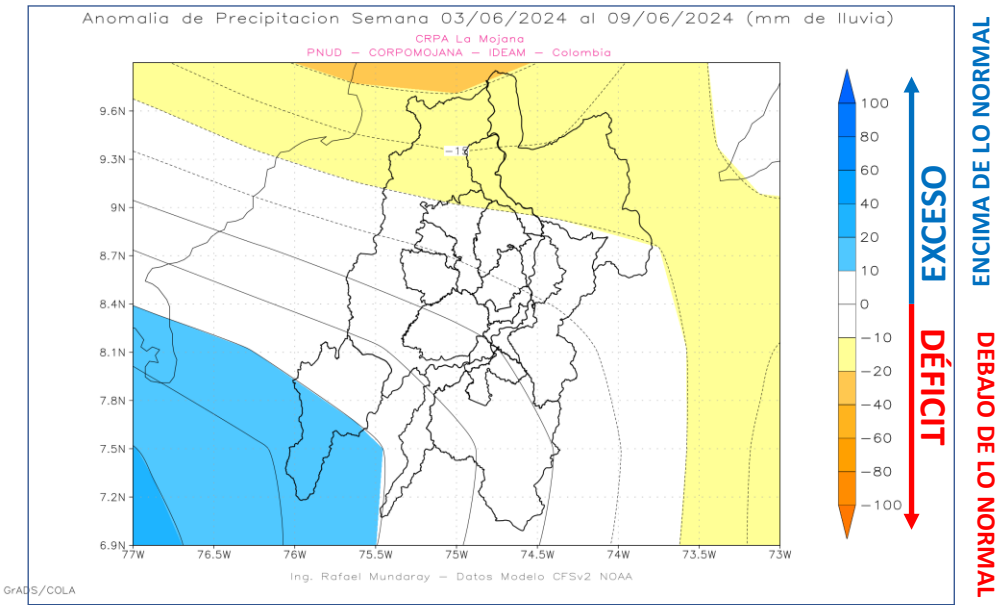 Anomalia de Precipitacion Semana 03/06/2024 al 09/06/2024 (mm de lluvia)
CRPA La Mojana
PNUD – CORPOMOJANA – IDEAM – Colombia
9.6N
9.3N
9N
8.7N
8.4N
8.1N
7.8N
7.5N
7.2N
6.9N
77W
76.5W
76W
75.5W
75W
74.5W
74W
73.5W
73W
Ing. Rafael Mundaray – Datos Modelo CFSv2 NOAA
GrADS/COLA
100
80
60
40
20
10
0
−10
−20
−40
−60
−80
−100
EXCESO
DÉFICIT
ENCIMA DE LO NORMAL
DEBAJO DE LO NORMAL